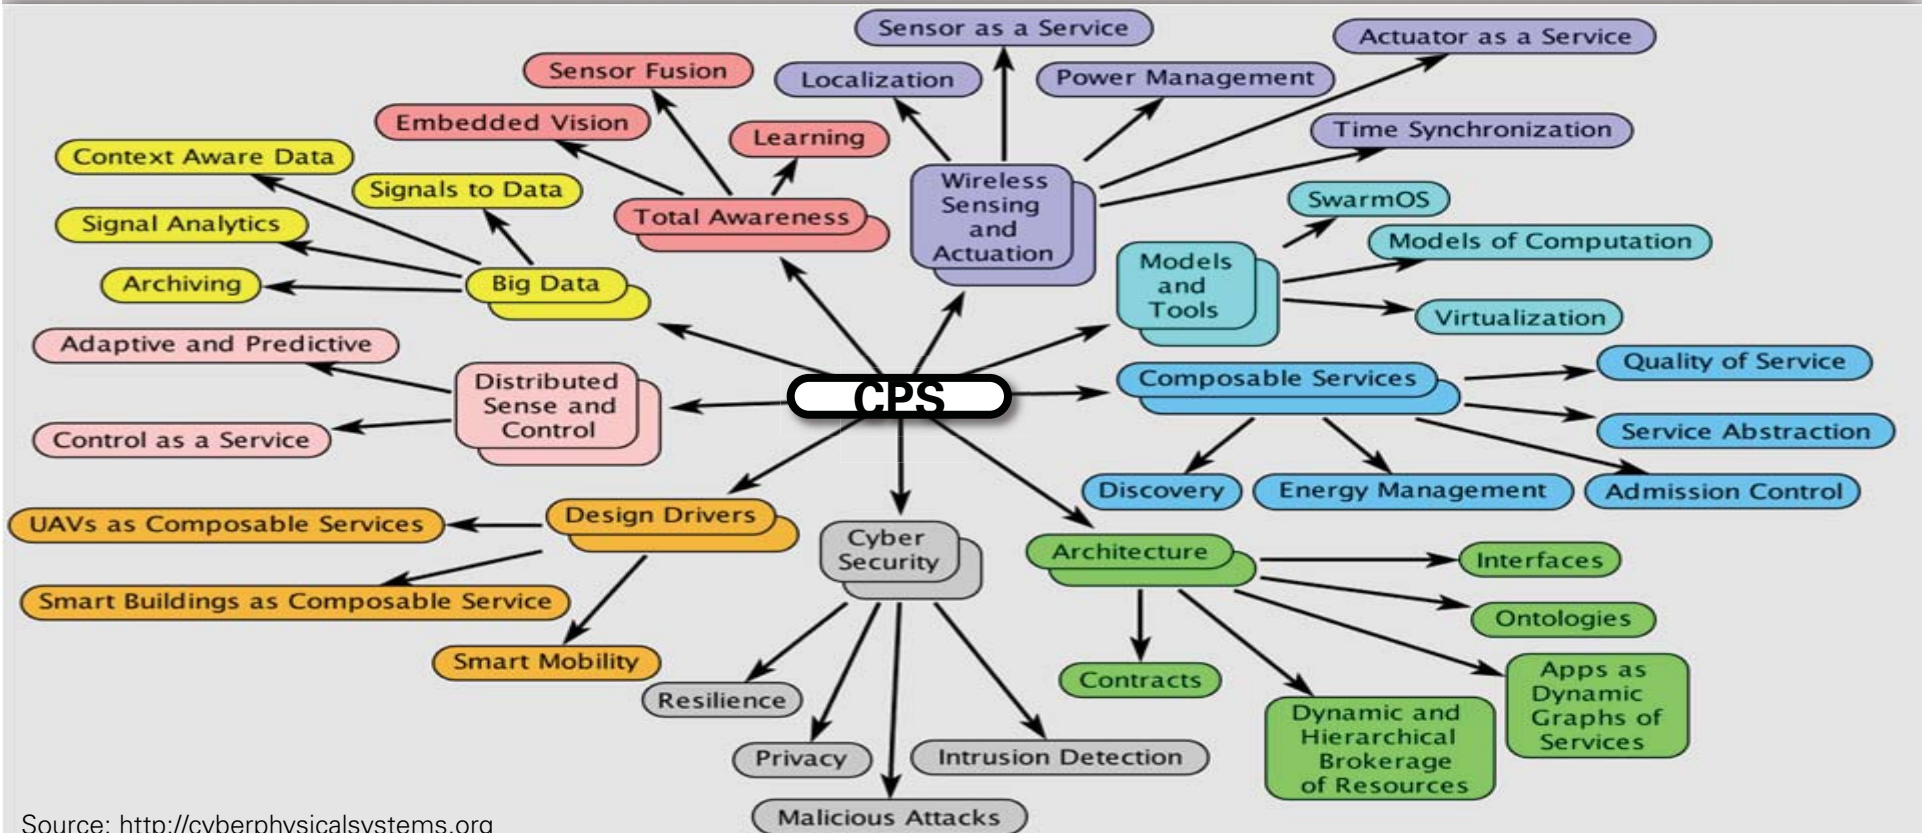 Sensor as a Service
Actuator as a Service
Sensor Fusion
Localization
Power Management
Embedded Vision
Learning
Time Synchronization
Context Aware Data
Signals to Data
Wireless
Sensing
and
Actuation
SwarmOS
Signal Analytics
Total Awareness
Models of Computation
Archiving
Big Data
Models
and
Tools
Virtualization
Adaptive and Predictive
Distributed
Sense and
Control
CPS
Composable Services
Quality of Service
Control as a Service
Service Abstraction
Discovery
Energy Management
Admission Control
UAVs as Composable Services
Design Drivers
Cyber
Security
Architecture
Interfaces
Smart Buildings as Composable Service
Ontologies
Smart Mobility
Resilience
Contracts
Apps as
Dynamic
Graphs of
Services
Dynamic and
Hierarchical
Brokerage
of Resources
Privacy
Intrusion Detection
Malicious Attacks
Source: http://cyberphysicalsystems.org